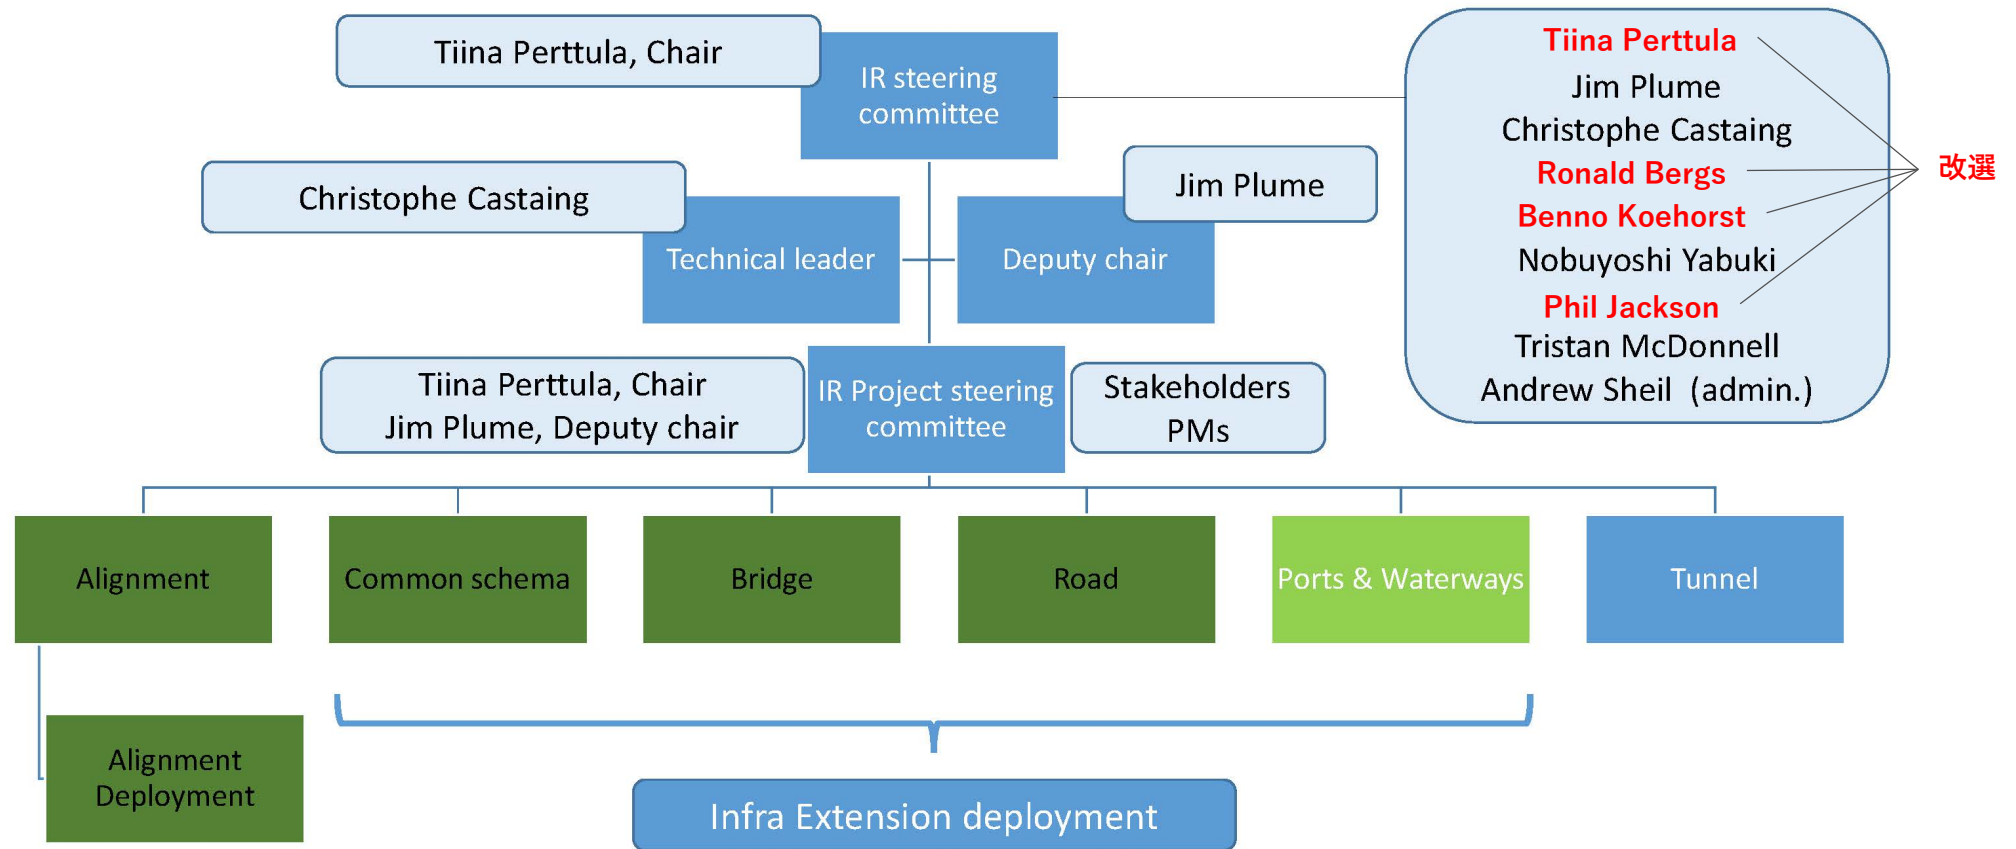 Tiina Perttula, Chair
IR steering
committee
Tiina Perttula
Jim Plume
Christophe Castaing
Ronald Bergs
Benno Koehorst
Nobuyoshi Yabuki
Phil Jackson
Tristan McDonnell
Andrew Sheil (admin.)
改選
Christophe Castaing
Technical leader
Jim Plume
Deputy chair
Tiina Perttula, Chair
Jim Plume, Deputy chair
IR Project steering
committee
Stakeholders
PMs
Alignment
Common schema
Bridge
Road
Ports & Waterways
Tunnel
Alignment
Deployment
Infra Extension deployment